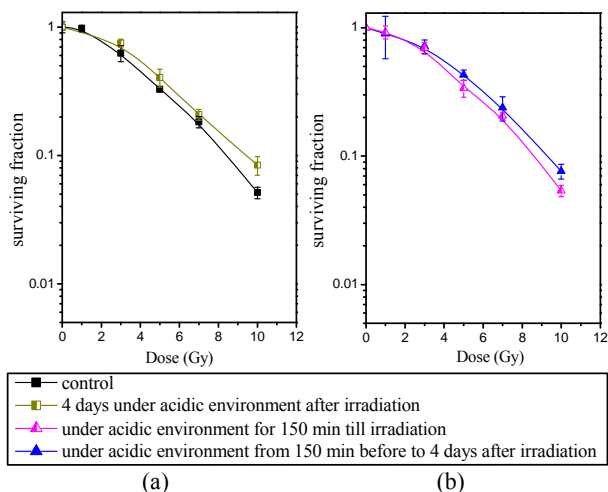 1
0.1
0.01
surviving fraction
0 2 4 6 8 10 12
Dose (Gy)
1
0.1
0.01
surviving fraction
0 2 4 6 8 10 12
Dose (Gy)
control
4 days under acidic environment after irradiation
under acidic environment for 150 min till irradiation
under acidic environment from 150 min before to 4 days after irradiation
(a)
(b)